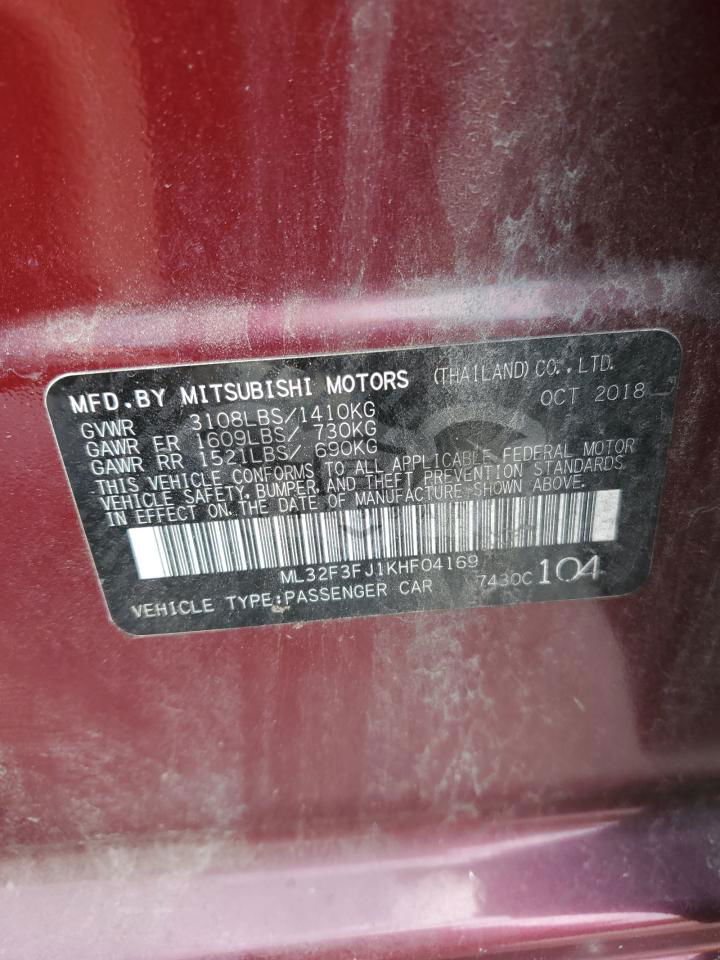 MFD.BY MITSUBISHI MOTORS (THAILAND)CO.,LTD.
OCT 2018
GVWR 3108LBS/1410KG
GAWR FR 1609LBS/ 730KG
GAWR RR 1521LBS/ 690KG
THIS VEHICLE CONFORMS TO ALL APPLICABLE FEDERAL MOTOR
VEHICLE SAFETY,BUMPER,AND THEFT PREVENTION STANDARDS
IN EFFECT ON THE DATE OF MANUFACTURE SHOWN ABOVE.
ML32F3FJ1KHF04169
VEHICLE TYPE:PASSENGER CAR 7430C 104